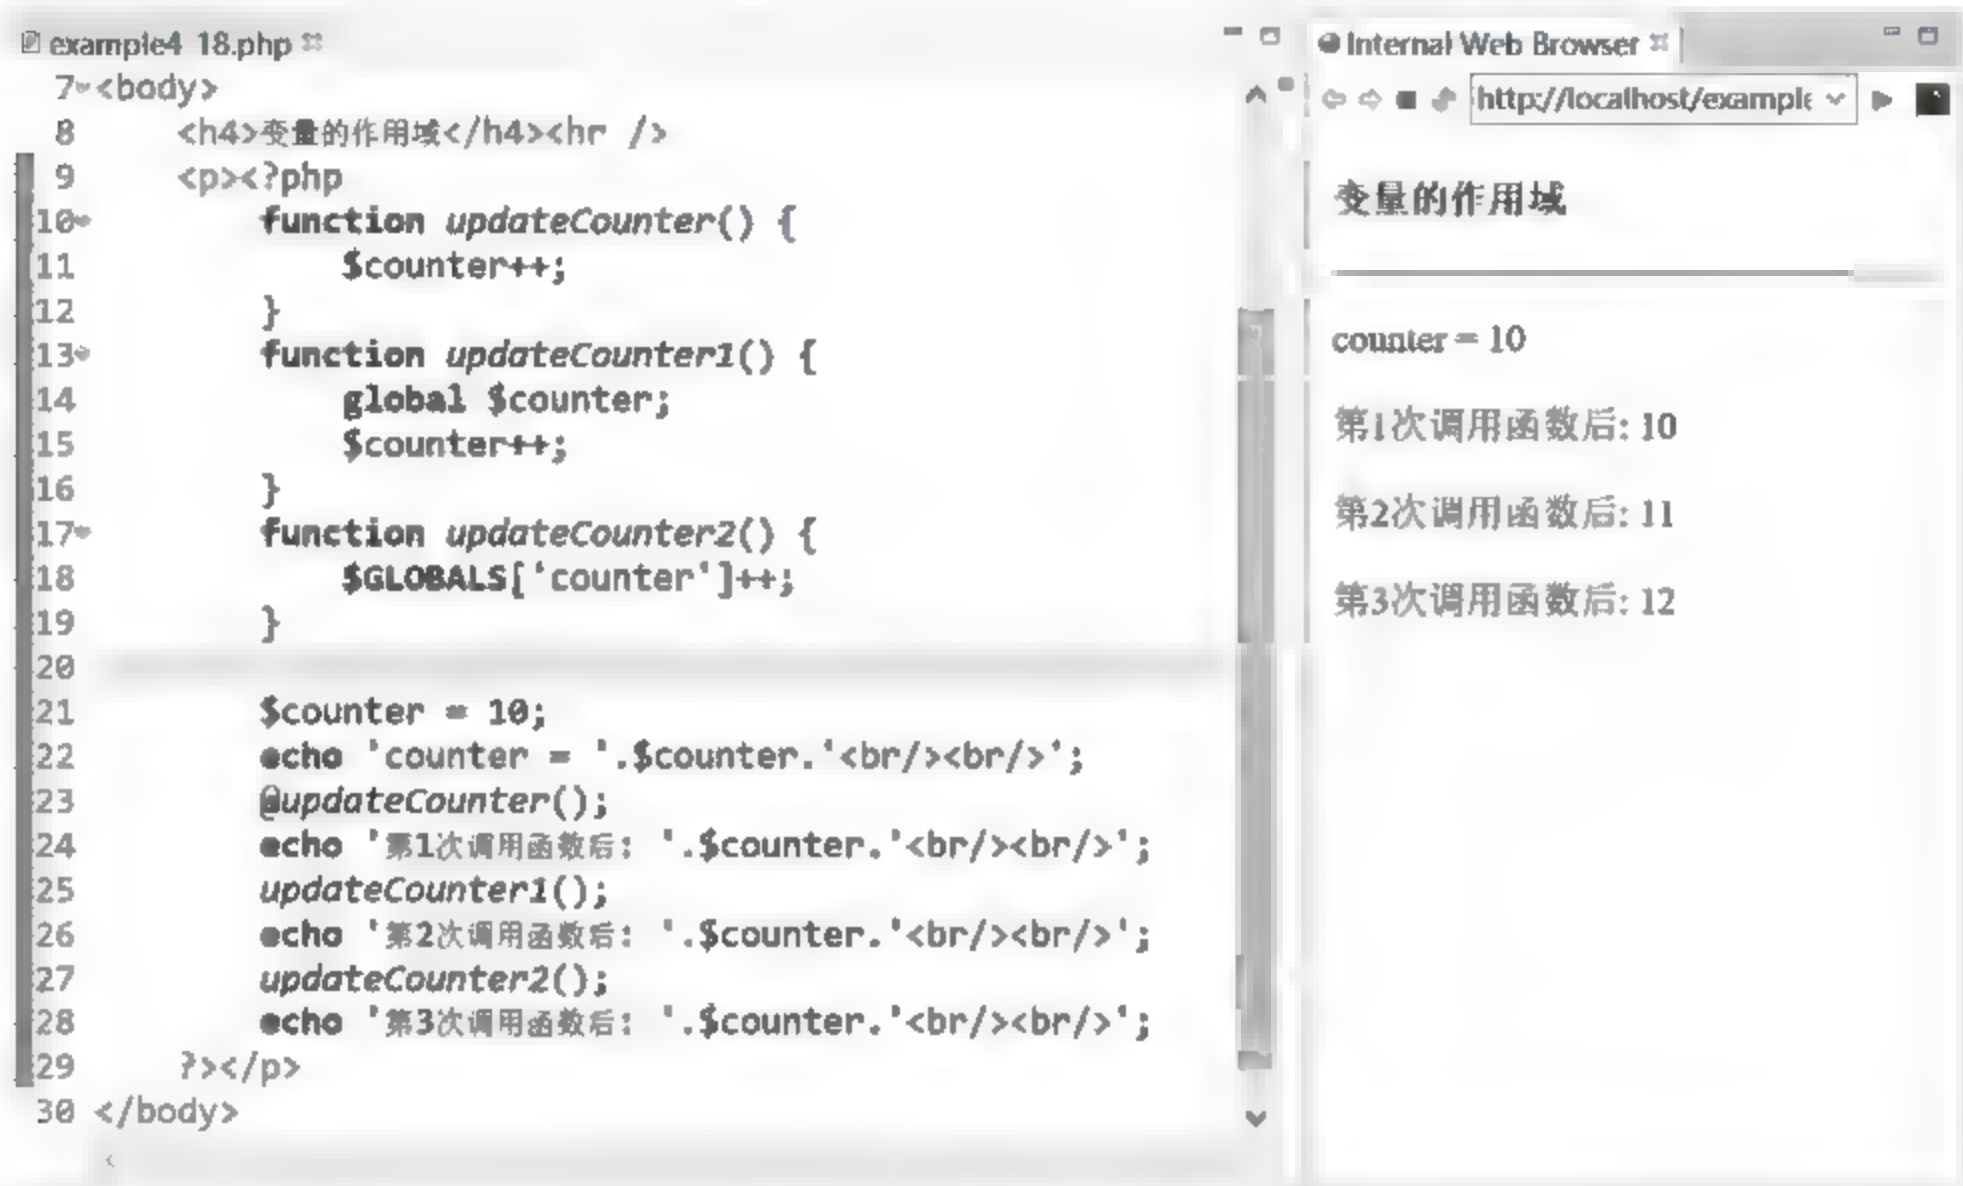 example4_18.php
7 <body>
8 <h4>变量的作用域</h4><hr />
9 <p><?php
10 function updateCounter() {
11 $counter++;
12 }
13 function updateCounter1() {
14 global $counter;
15 $counter++;
16 }
17 function updateCounter2() {
18 $GLOBALS['counter']++;
19 }
20
21 $counter = 10;
22 echo 'counter = '.$counter.'<br/><br/>';
23 @updateCounter();
24 echo '第1次调用函数后: '.$counter.'<br/><br/>';
25 updateCounter1();
26 echo '第2次调用函数后: '.$counter.'<br/><br/>';
27 updateCounter2();
28 echo '第3次调用函数后: '.$counter.'<br/><br/>';
29 ?></p>
30 </body>
Internal Web Browser
http://localhost/example
变量的作用域
counter = 10
第1次调用函数后: 10
第2次调用函数后: 11
第3次调用函数后: 12